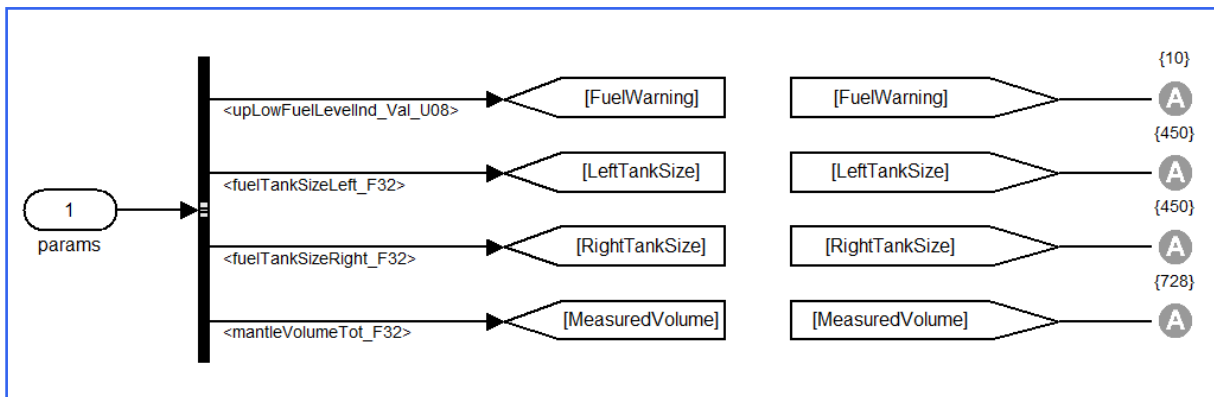 {10}
[FuelWarning] [FuelWarning] A
<upLowFuelLevelInd_Val_U08>
{450}
[LeftTankSize] [LeftTankSize] A
<fuelTankSizeLeft_F32>
{450}
1
params
[RightTankSize] [RightTankSize] A
<fuelTankSizeRight_F32>
{728}
[MeasuredVolume] [MeasuredVolume] A
<mantleVolumeTot_F32>